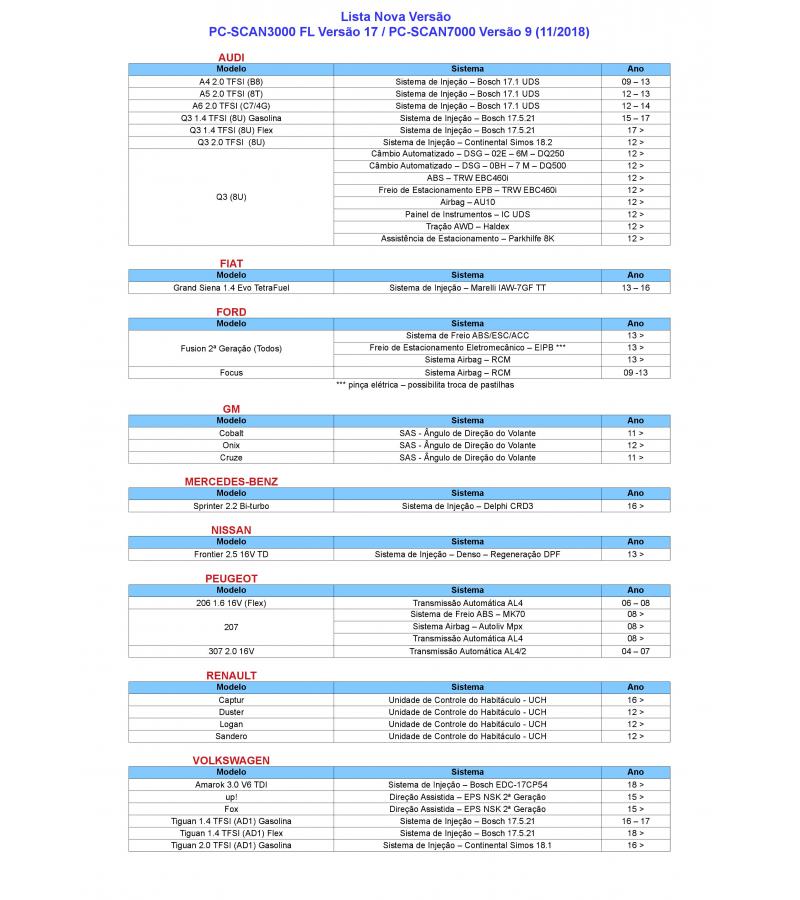 Lista Nova Versão
PC-SCAN3000 FL Versão 17 / PC-SCAN7000 Versão 9 (11/2018)
AUDI
Modelo Sistema Ano
A4 2.0 TFSI (B8) Sistema de Injeção – Bosch 17.1 UDS 09 – 13
A5 2.0 TFSI (8T) Sistema de Injeção – Bosch 17.1 UDS 12 – 13
A6 2.0 TFSI (C7/4G) Sistema de Injeção – Bosch 17.1 UDS 12 – 14
Q3 1.4 TFSI (8U) Gasolina Sistema de Injeção – Bosch 17.5.21 15 – 17
Q3 1.4 TFSI (8U) Flex Sistema de Injeção – Bosch 17.5.21 17 >
Q3 2.0 TFSI (8U) Sistema de Injeção – Continental Simos 18.2 12 >
Q3 (8U) Câmbio Automatizado – DSG – 02E – 6M – DQ250 12 >
Câmbio Automatizado – DSG – 0BH – 7 M – DQ500 12 >
ABS – TRW EBC460i 12 >
Freio de Estacionamento EPB – TRW EBC460i 12 >
Airbag – AU10 12 >
Painel de Instrumentos – IC UDS 12 >
Tração AWD – Haldex 12 >
Assistência de Estacionamento – Parkhilfe 8K 12 >
FIAT
Modelo Sistema Ano
Grand Siena 1.4 Evo TetraFuel Sistema de Injeção – Marelli IAW-7GF TT 13 – 16
FORD
Modelo Sistema Ano
Fusion 2ª Geração (Todos) Sistema de Freio ABS/ESC/ACC 13 >
Freio de Estacionamento Eletromecânico – EIPB *** 13 >
Sistema Airbag – RCM 13 >
Focus Sistema Airbag – RCM 09 -13
*** pinça elétrica – possibilita troca de pastilhas
GM
Modelo Sistema Ano
Cobalt SAS - Ângulo de Direção do Volante 11 >
Onix SAS - Ângulo de Direção do Volante 12 >
Cruze SAS - Ângulo de Direção do Volante 11 >
MERCEDES-BENZ
Modelo Sistema Ano
Sprinter 2.2 Bi-turbo Sistema de Injeção – Delphi CRD3 16 >
NISSAN
Modelo Sistema Ano
Frontier 2.5 16V TD Sistema de Injeção – Denso – Regeneração DPF 13 >
PEUGEOT
Modelo Sistema Ano
206 1.6 16V (Flex) Transmissão Automática AL4 06 – 08
207 Sistema de Freio ABS – MK70 08 >
Sistema Airbag – Autoliv Mpx 08 >
Transmissão Automática AL4 08 >
307 2.0 16V Transmissão Automática AL4/2 04 – 07
RENAULT
Modelo Sistema Ano
Captur Unidade de Controle do Habitáculo - UCH 16 >
Duster Unidade de Controle do Habitáculo - UCH 12 >
Logan Unidade de Controle do Habitáculo - UCH 12 >
Sandero Unidade de Controle do Habitáculo - UCH 12 >
VOLKSWAGEN
Modelo Sistema Ano
Amarok 3.0 V6 TDI Sistema de Injeção – Bosch EDC-17CP54 18 >
up! Direção Assistida – EPS NSK 2ª Geração 15 >
Fox Direção Assistida – EPS NSK 2ª Geração 15 >
Tiguan 1.4 TFSI (AD1) Gasolina Sistema de Injeção – Bosch 17.5.21 16 – 17
Tiguan 1.4 TFSI (AD1) Flex Sistema de Injeção – Bosch 17.5.21 18 >
Tiguan 2.0 TFSI (AD1) Gasolina Sistema de Injeção – Continental Simos 18.1 16 >